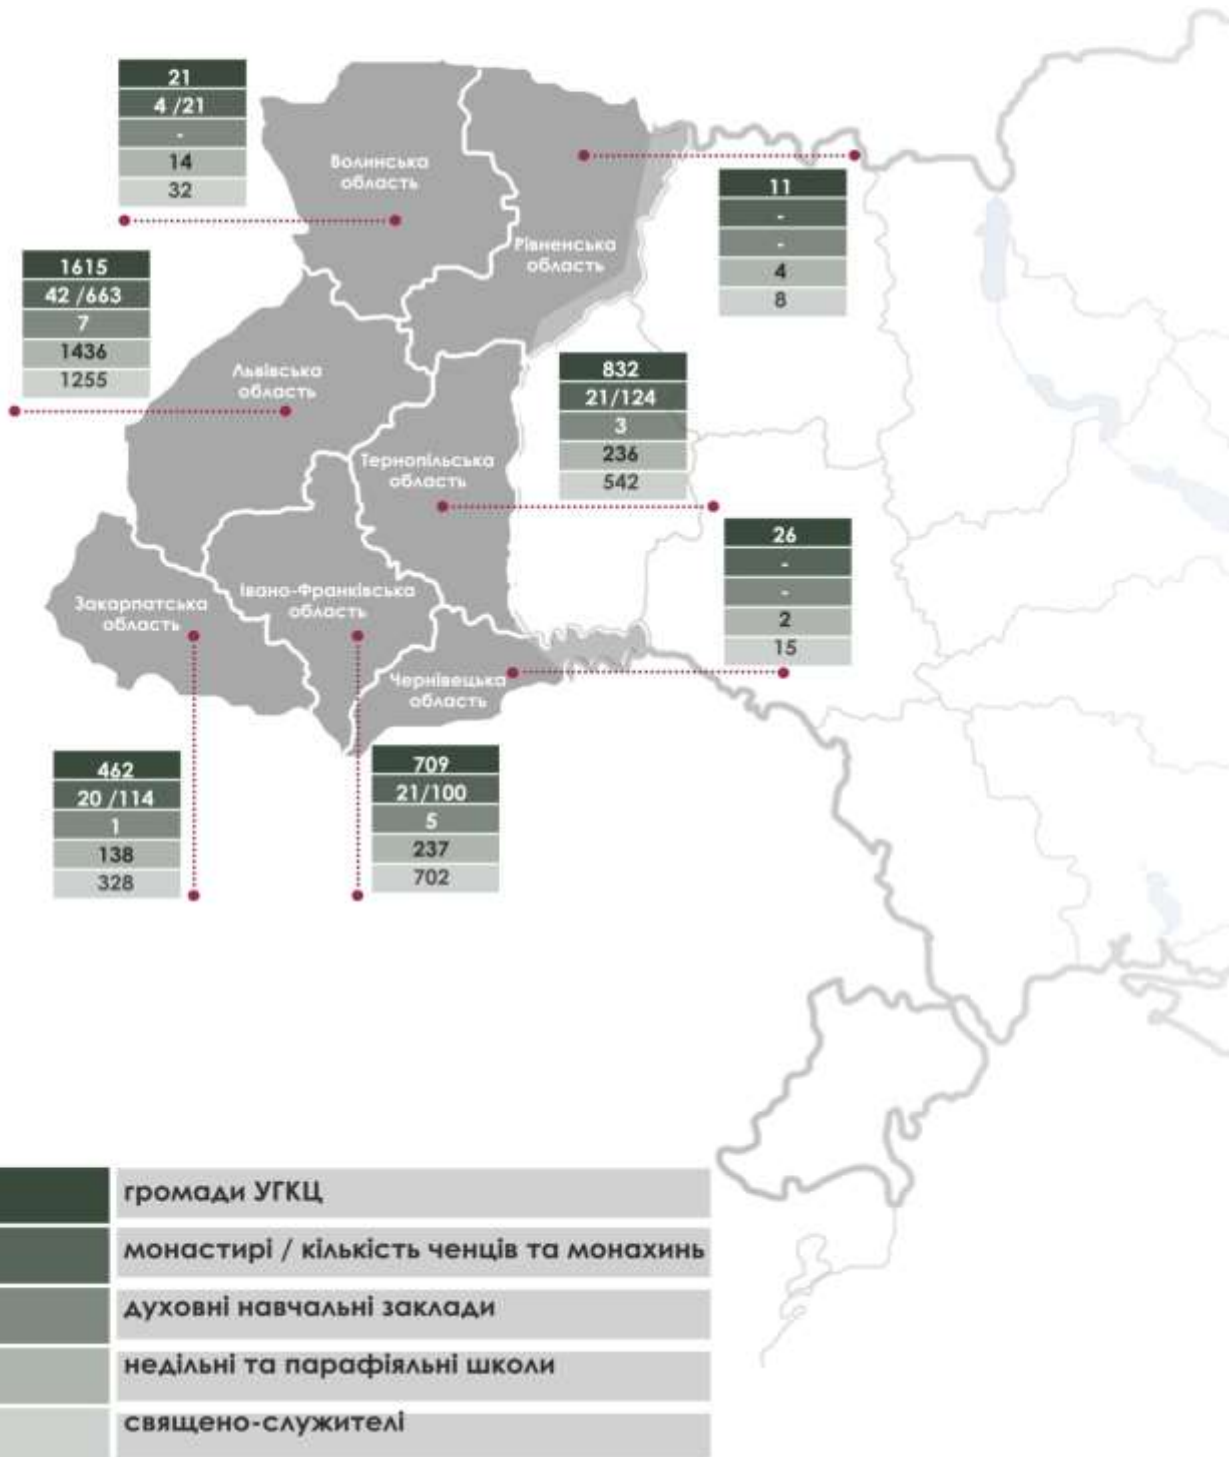 21
4 /21
-
14
32
Волинська
область
11
-
-
4
8
Рівненська
область
1615
42 /663
7
1436
1255
Львівська
область
832
21/124
3
236
542
Тернопільська
область
26
-
-
2
15
Закарпатська
область
Івано-Франківська
область
Чернівецька
область
462
20 /114
1
138
328
709
21/100
5
237
702
громади УГКЦ
монастирі / кількість ченців та монахинь
духовні навчальні заклади
недільні та парафіяльні школи
священо-служителі